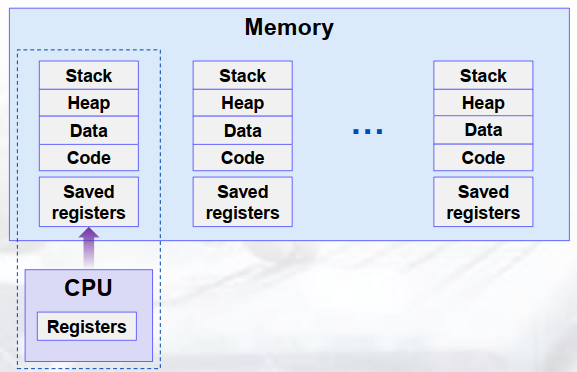 Memory
Stack
Heap
Data
Code
Saved
registers
Stack
Heap
Data
Code
Saved
registers
...
Stack
Heap
Data
Code
Saved
registers
CPU
Registers